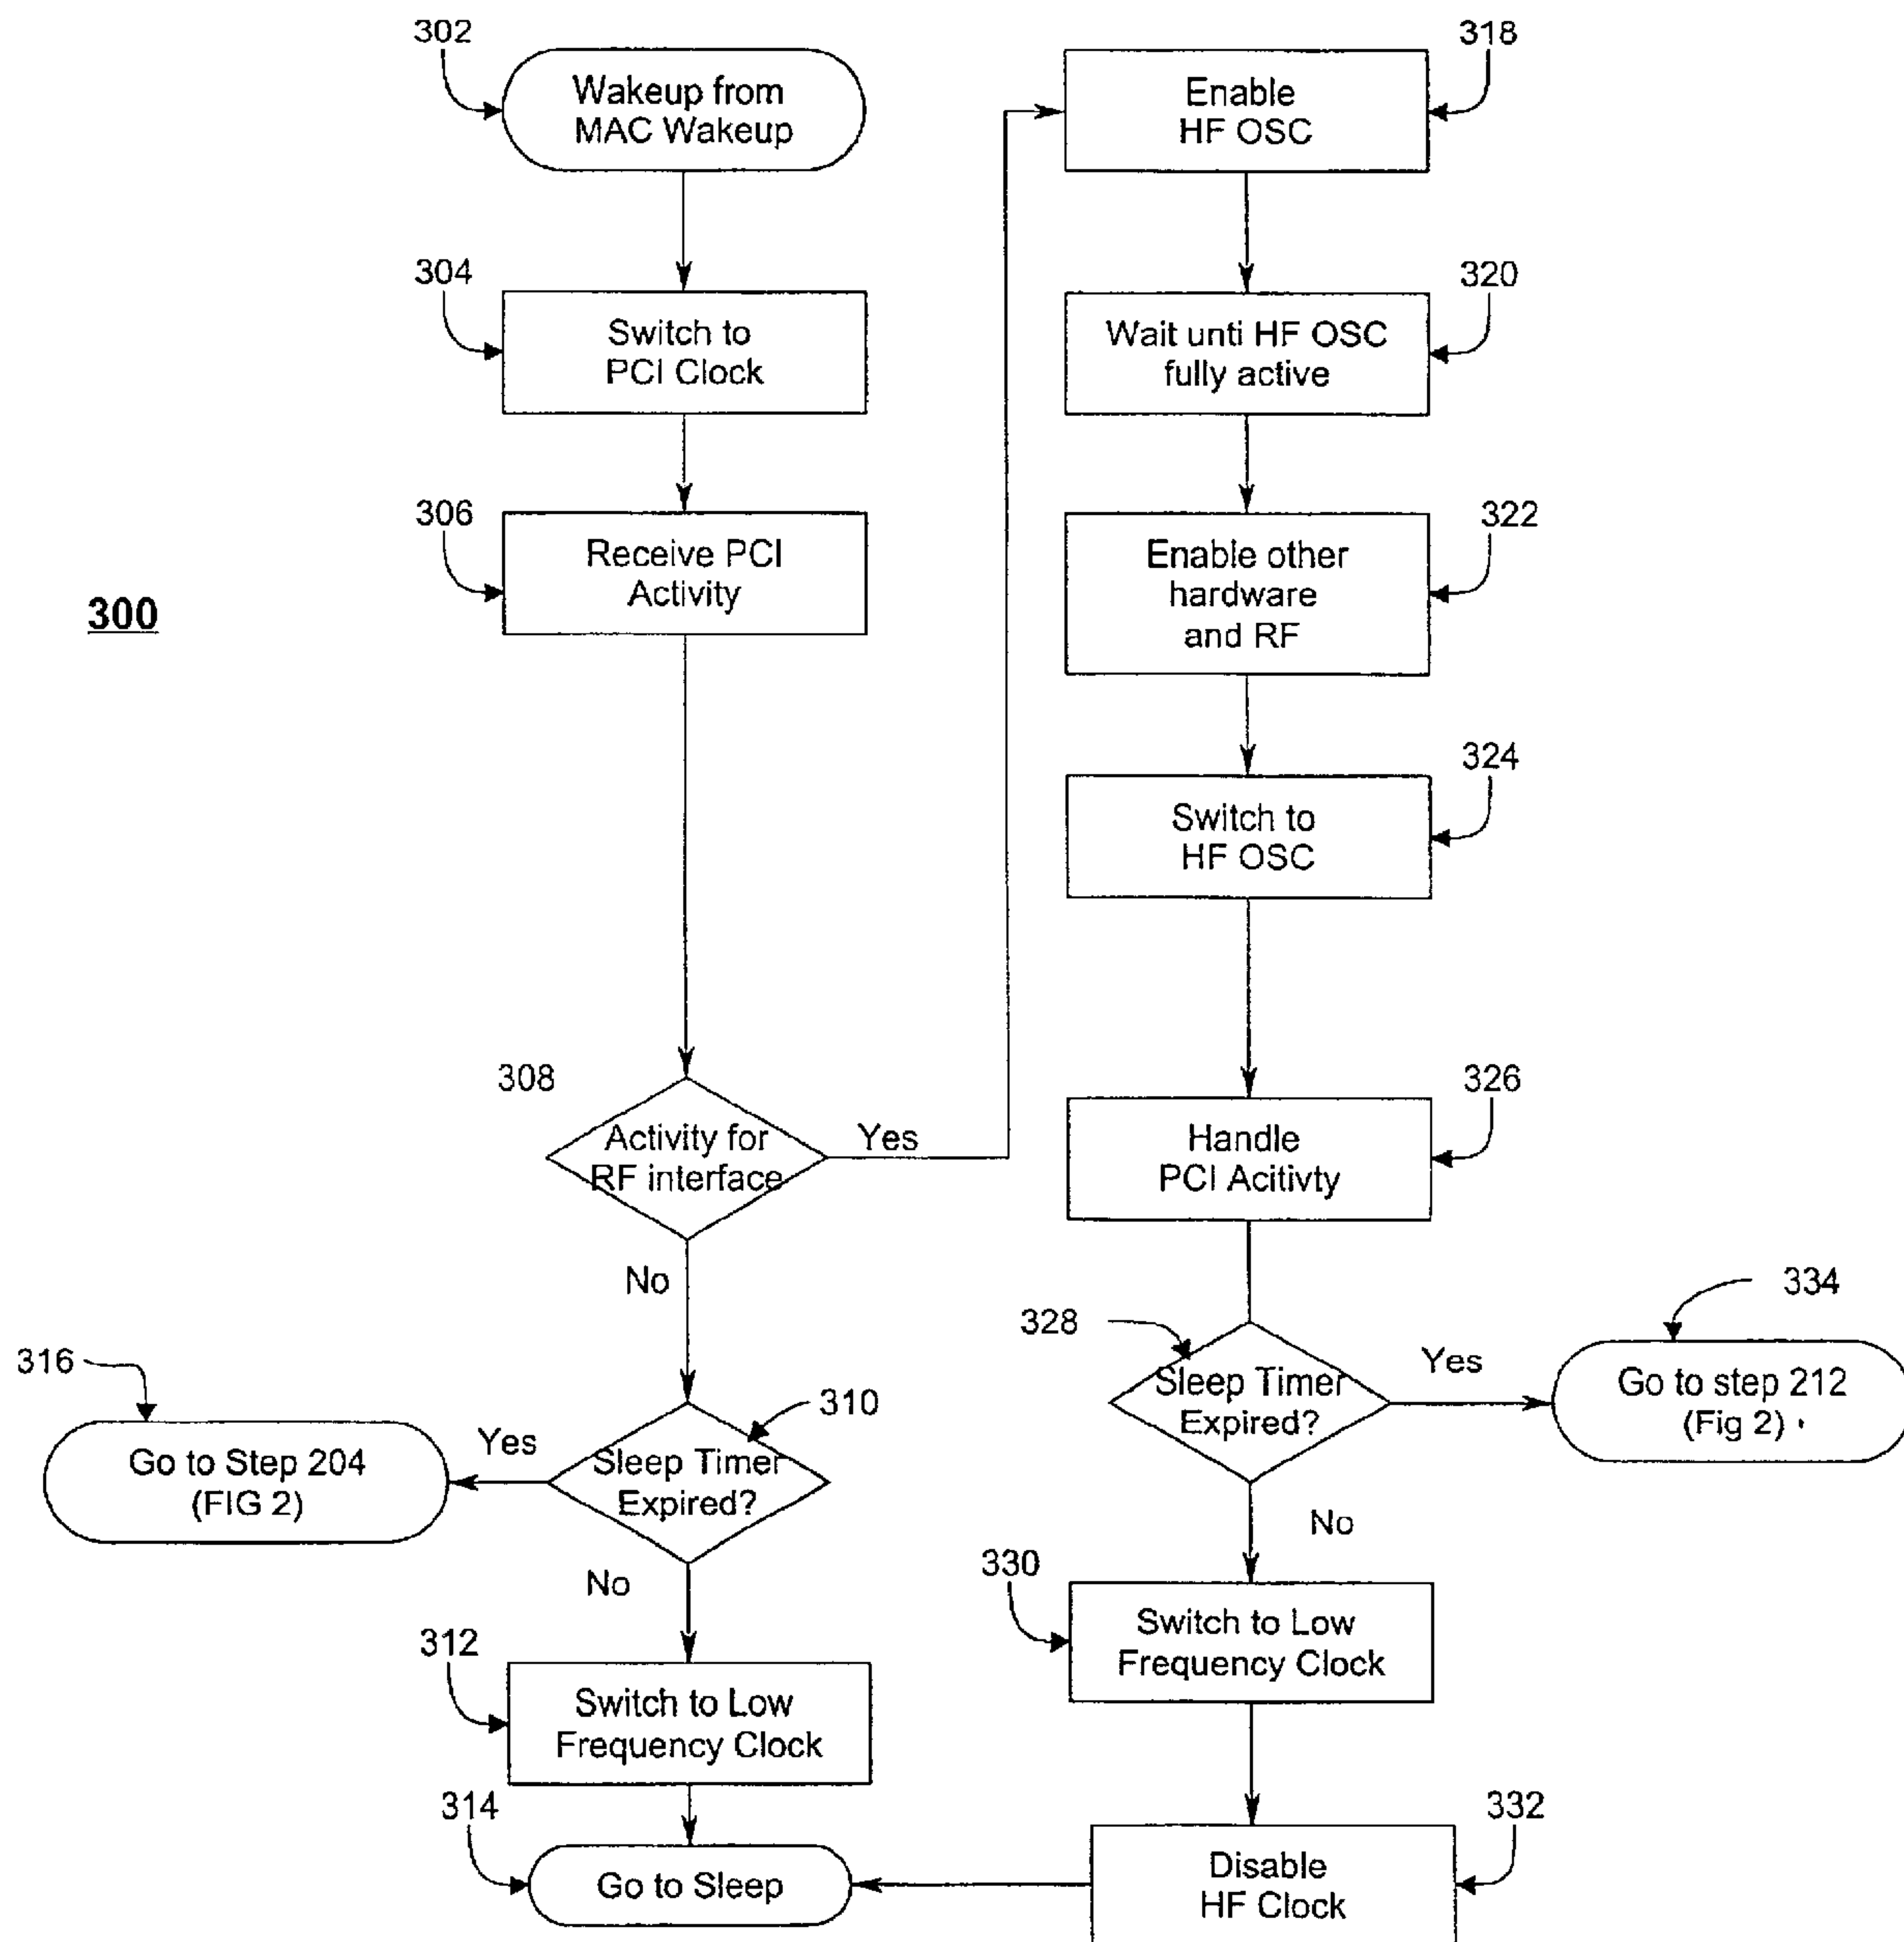 300
302
Wakeup from
MAC Wakeup
304
Switch to
PCI Clock
306
Receive PCI
Activity
308
Activity for
RF interface
Yes
No
310
Sleep Timer
Expired?
Yes
316
Go to Step 204
(FIG 2)
No
312
Switch to Low
Frequency Clock
314
Go to Sleep
318
Enable
HF OSC
320
Wait unti HF OSC
fully active
322
Enable other
hardware
and RF
324
Switch to
HF OSC
326
Handle
PCI Acitivty
328
Sleep Timer
Expired?
Yes
334
Go to step 212
(Fig 2)
No
330
Switch to Low
Frequency Clock
332
Disable
HF Clock